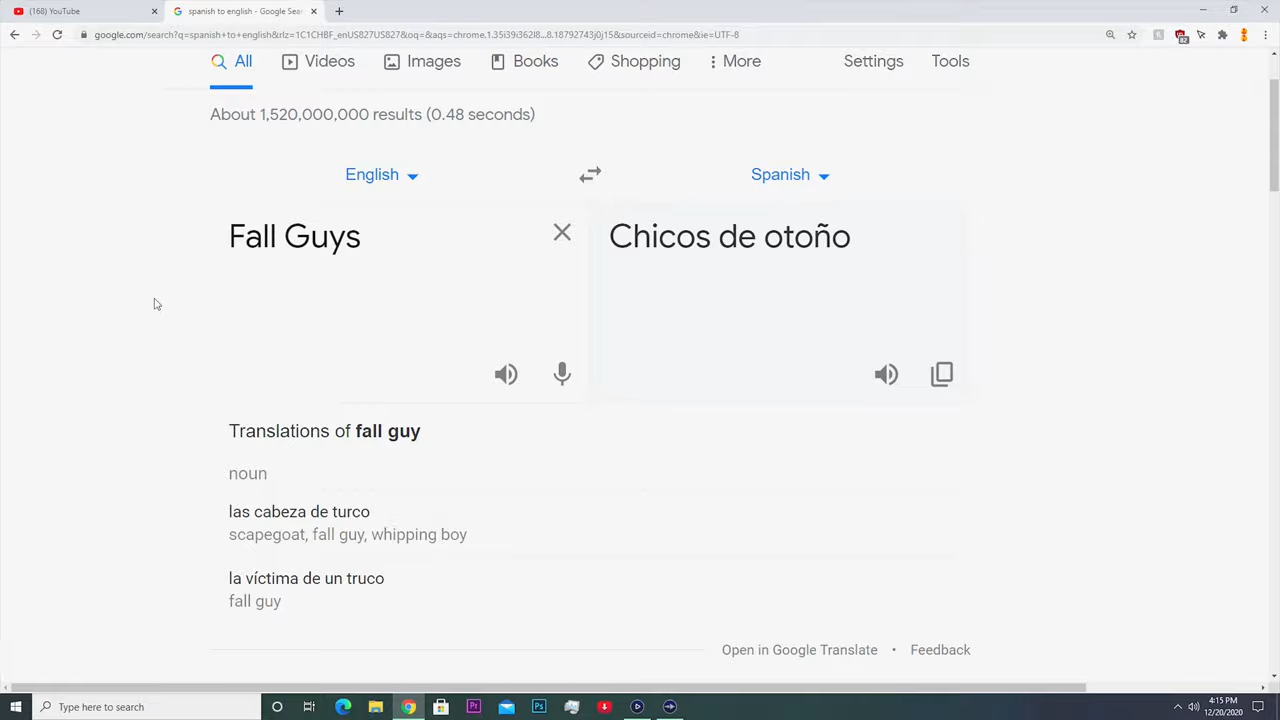 (168) YouTube
spanish to english - Google Sea
google.com/search?q=spanish+to+english&rlz=1C1CHBF_enUS827US827&oq=&aqs=chrome.1.35i39i362l8...8.18792743j0j15&sourceid=chrome&ie=UTF-8
All Videos Images Books Shopping More Settings Tools
About 1,520,000,000 results (0.48 seconds)
English Spanish
Fall Guys
Chicos de otoño
Translations of fall guy
noun
las cabeza de turco
scapegoat, fall guy, whipping boy
la víctima de un truco
fall guy
Open in Google Translate • Feedback
Type here to search
4:15 PM
12/20/2020